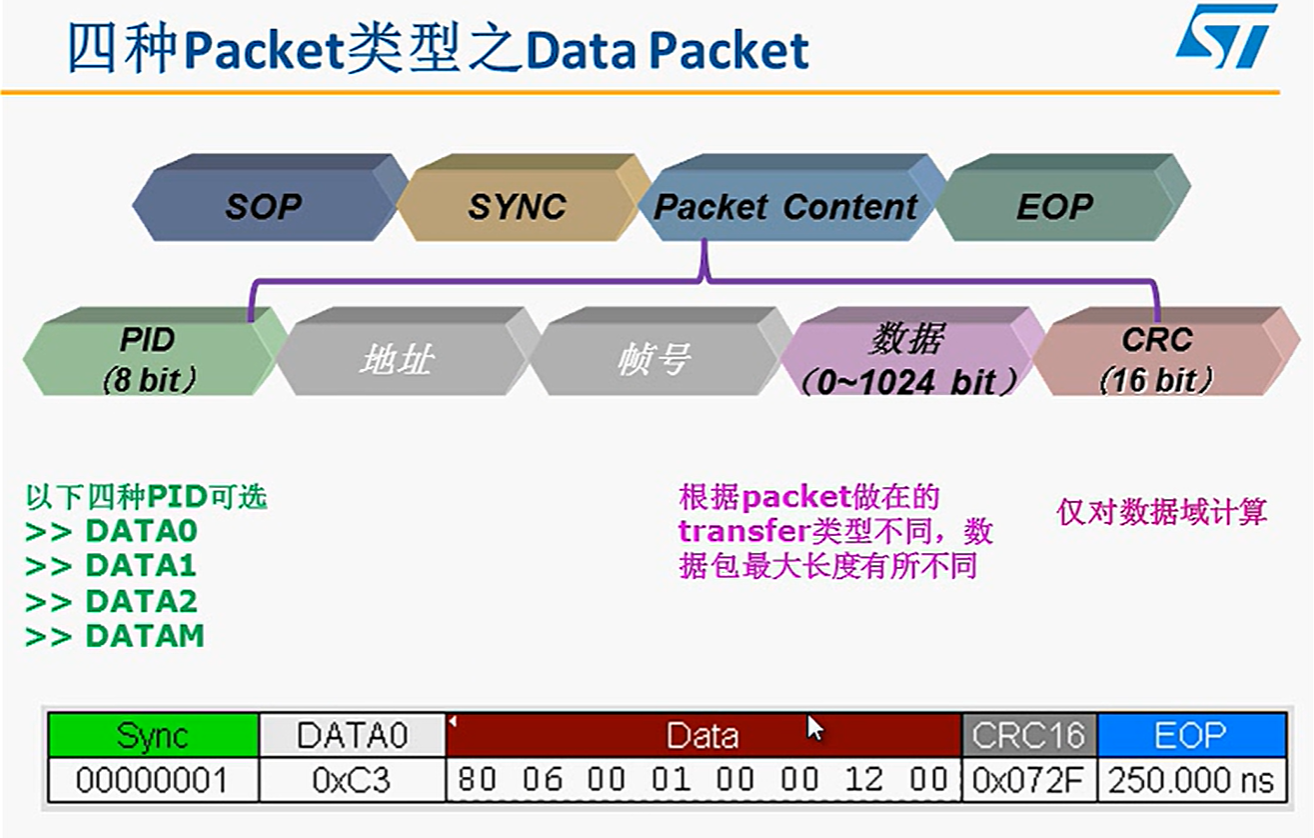 四种Packet类型之Data Packet
ST
SOP
SYNC
Packet Content
EOP
PID
（8 bit）
地址
帧号
数据
（0~1024 bit）
CRC
（16 bit）
以下四种PID可选
>> DATA0
>> DATA1
>> DATA2
>> DATAM
根据packet做在的
transfer类型不同，数
据包最大长度有所不同
仅对数据域计算
Sync DATA0 Data CRC16 EOP
00000001 0xC3 80 06 00 01 00 00 12 00 0x072F 250.000 ns